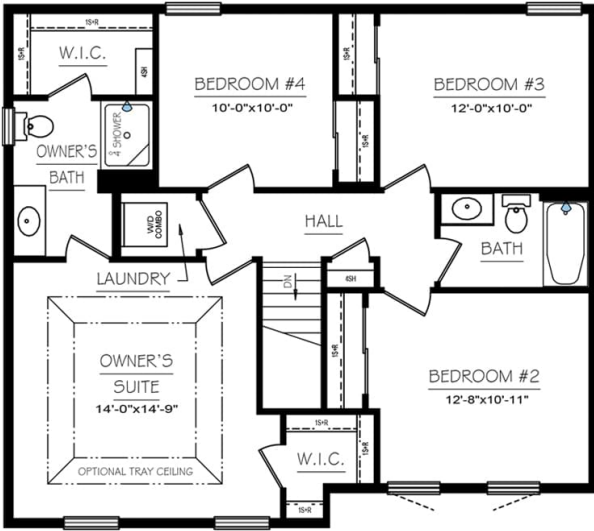 1S+R
1S+R
W.I.C.
4SH
1S+R
BEDROOM #4
10'-0"x10'-0"
BEDROOM #3
12'-0"x10'-0"
1S+R
4' SHOWER
OWNER'S
BATH
W/D
COMBO
HALL
BATH
LAUNDRY
DN
4SH
OWNER'S
SUITE
14'-0"x14'-9"
OPTIONAL TRAY CEILING
1S+R
BEDROOM #2
12'-8"x10'-11"
1S+R
1S+R
W.I.C.
1S+R